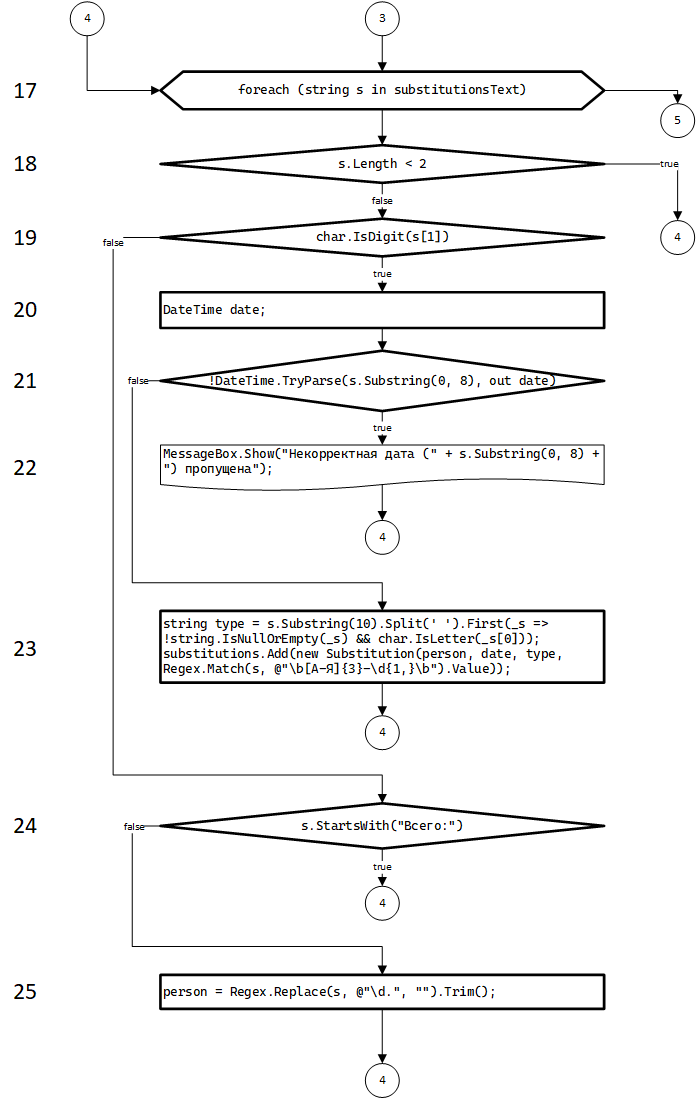 4
3
17
foreach (string s in substitutionsText)
5
18
s.Length < 2
true
false
4
19
char.IsDigit(s[1])
false
true
20
DateTime date;
21
!DateTime.TryParse(s.Substring(0, 8), out date)
false
true
22
MessageBox.Show("Некорректная дата (" + s.Substring(0, 8) +
") пропущена");
4
23
string type = s.Substring(10).Split(' ').First(_s =>
!string.IsNullOrEmpty(_s) && char.IsLetter(_s[0]));
substitutions.Add(new Substitution(person, date, type,
Regex.Match(s, @"\b[А-Я]{3}-\d{1,}\b").Value));
4
24
s.StartsWith("Всего:")
false
true
4
25
person = Regex.Replace(s, @"\d.", "").Trim();
4